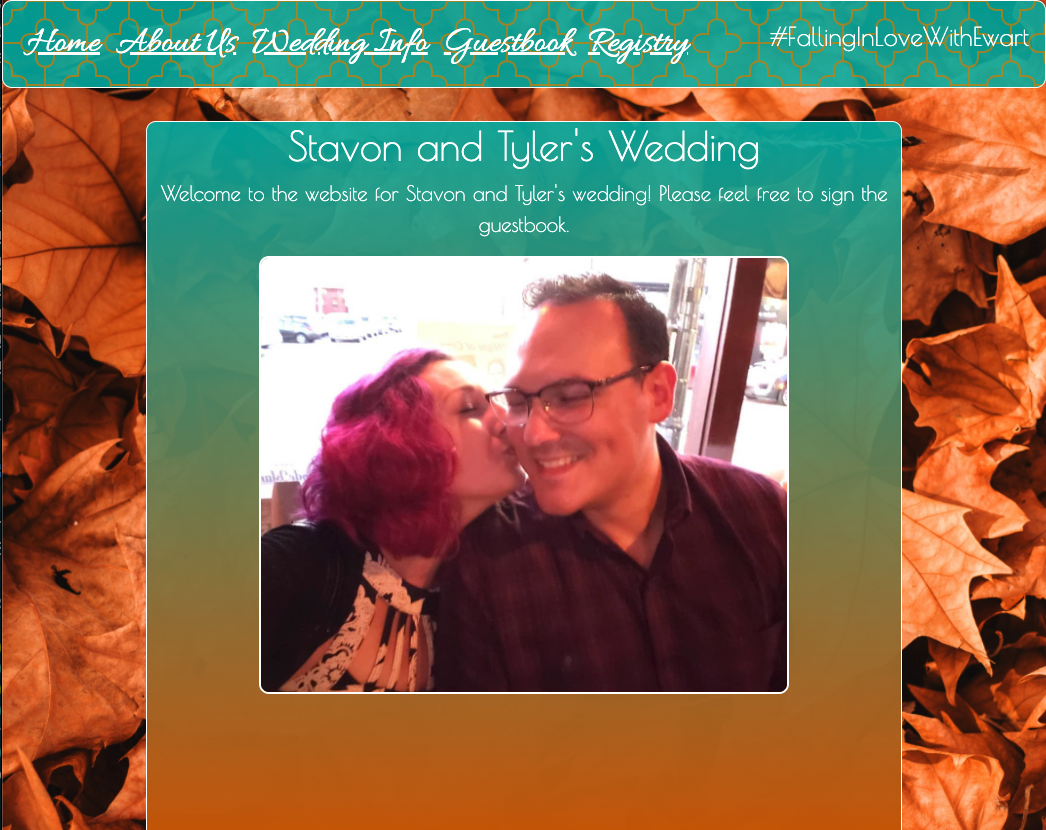 Home About Us Wedding Info Guestbook Registry #FallingInLoveWithEwart
Stavon and Tyler's Wedding
Welcome to the website for Stavon and Tyler's wedding! Please feel free to sign the
guestbook.